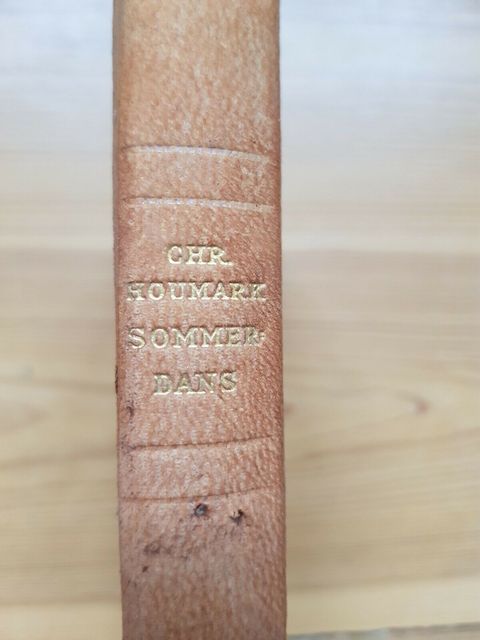 CHR.
HOUMARK
SOMMER-
DANS